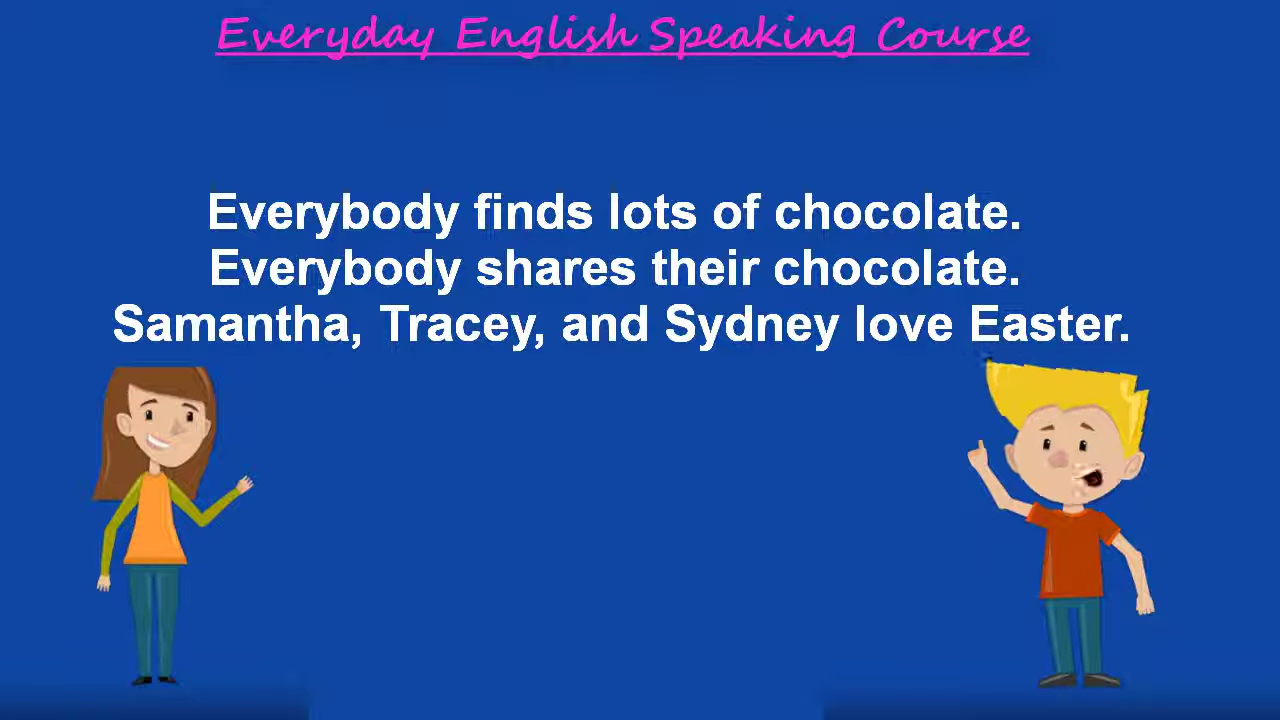 Everyday English Speaking Course
Everybody finds lots of chocolate.
Everybody shares their chocolate.
Samantha, Tracey, and Sydney love Easter.